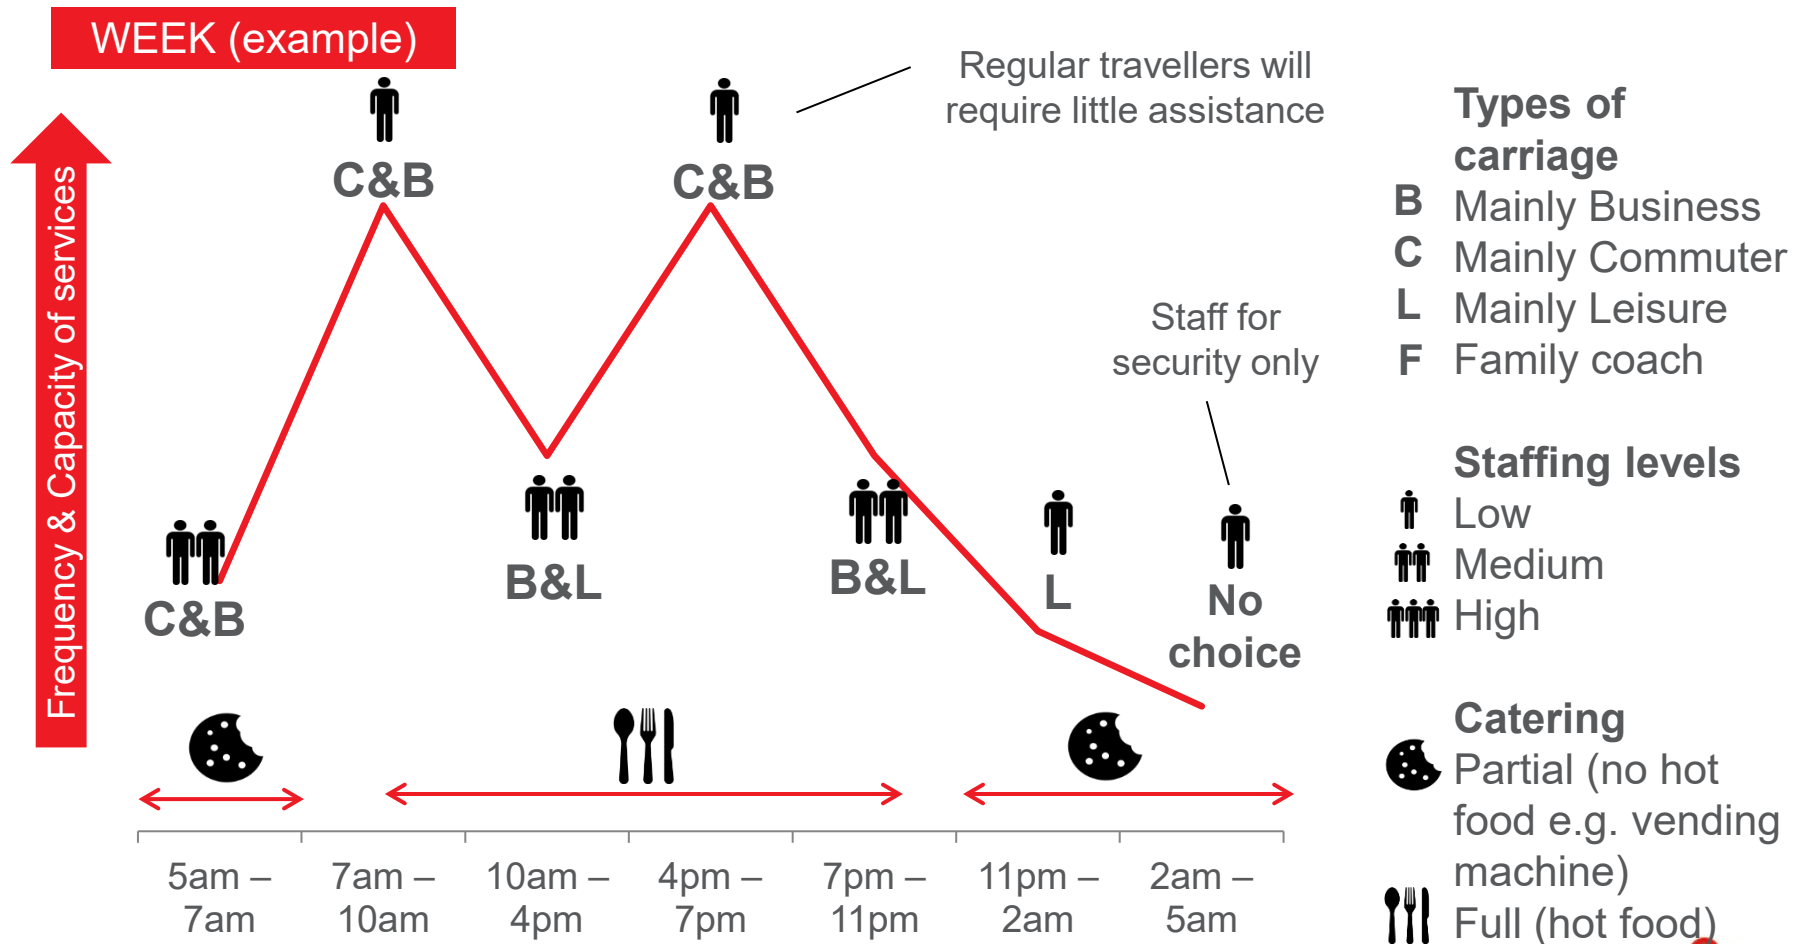 WEEK (example)
Regular travellers will
require little assistance
C&B
C&B
Frequency & Capacity of services
Staff for
security only
C&B
B&L
B&L
L
No
choice
5am –
7am
7am –
10am
10am –
4pm
4pm –
7pm
7pm –
11pm
11pm –
2am
2am –
5am
Types of
carriage
B Mainly Business
C Mainly Commuter
L Mainly Leisure
F Family coach
Staffing levels
Low
Medium
High
Catering
Partial (no hot
food e.g. vending
machine)
Full (hot food)